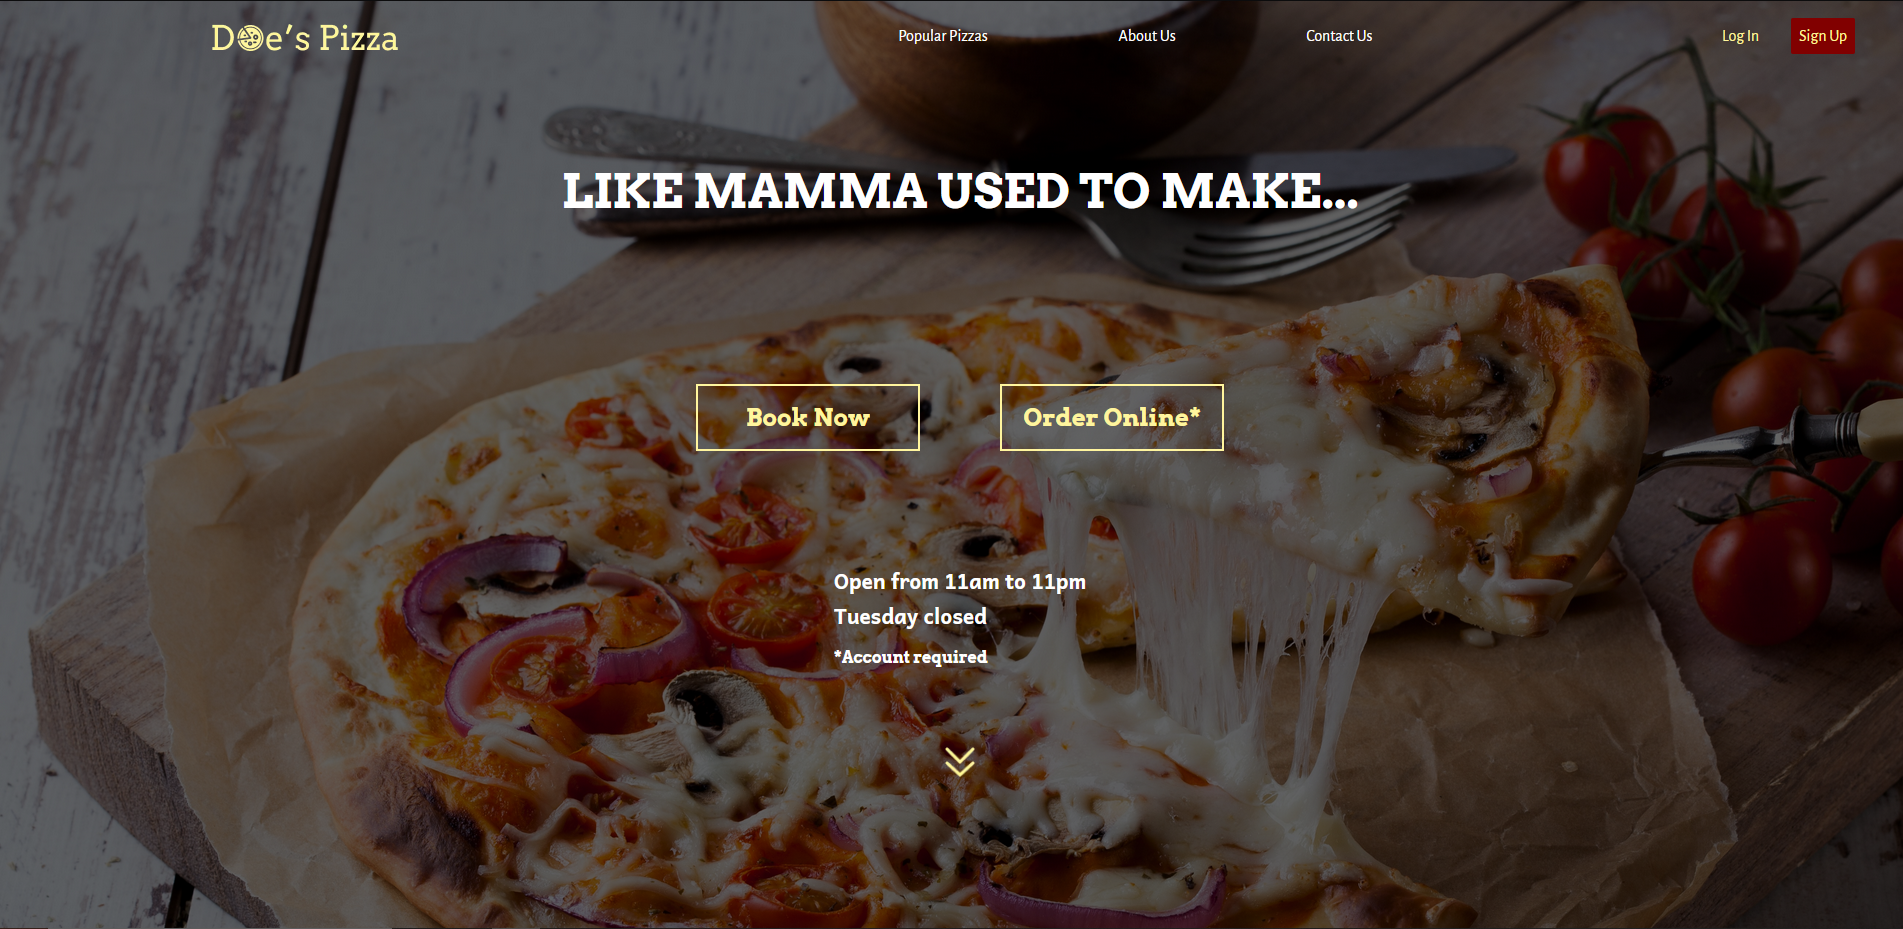 Doe's Pizza
Popular Pizzas
About Us
Contact Us
Log In
Sign Up
LIKE MAMMA USED TO MAKE...
Book Now
Order Online*
Open from 11am to 11pm
Tuesday closed
*Account required